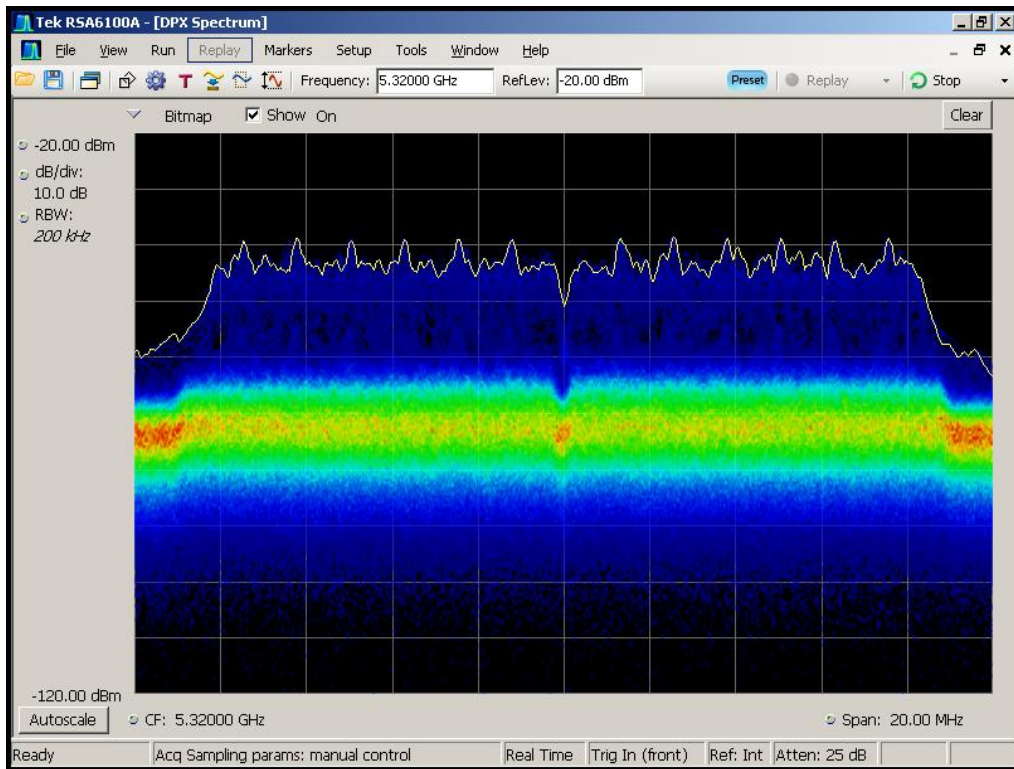 Tek RSA6100A - [DPX Spectrum]
File View Run Replay Markers Setup Tools Window Help
T Frequency: 5.32000 GHz RefLev: -20.00 dBm Preset Replay Stop
Bitmap Show On Clear
-20.00 dBm
dB/div:
10.0 dB
RBW:
200 kHz
-120.00 dBm
Autoscale CF: 5.32000 GHz Span: 20.00 MHz
Ready Acq Sampling params: manual control Real Time Trig In (front) Ref: Int Atten: 25 dB